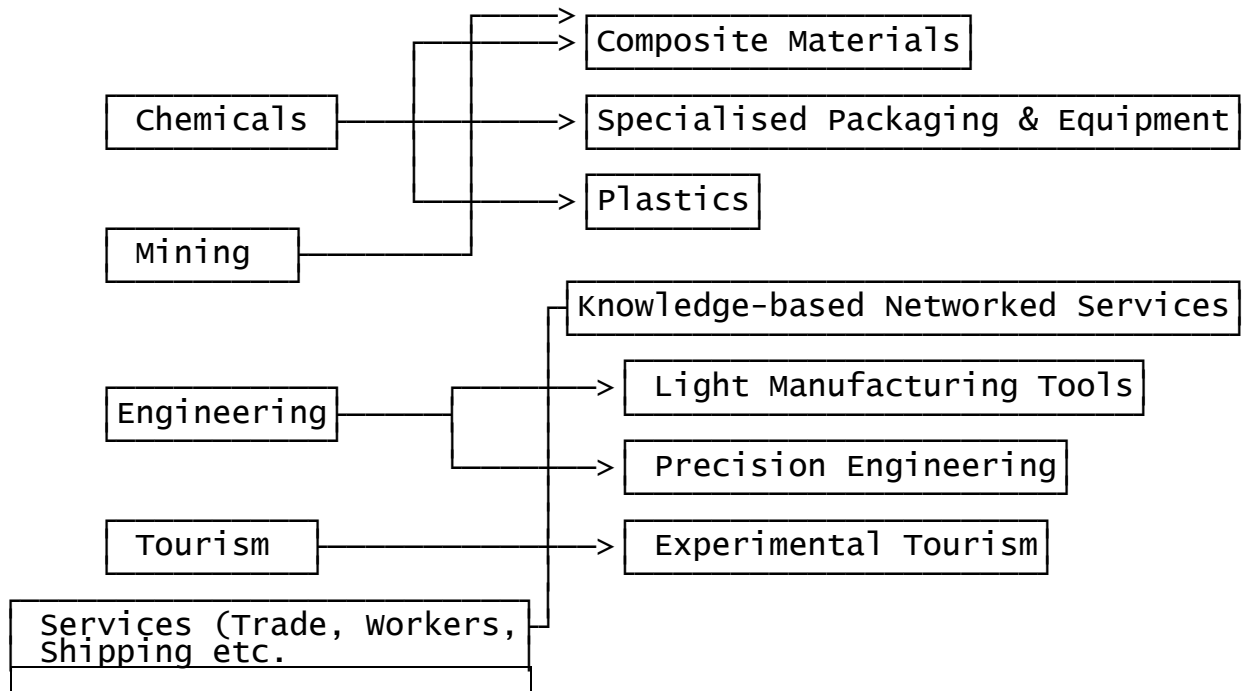 Composite Materials
Chemicals
Specialised Packaging & Equipment
Plastics
Mining
Knowledge-based Networked Services
Light Manufacturing Tools
Engineering
Precision Engineering
Tourism
Experimental Tourism
Services (Trade, Workers,
Shipping etc.